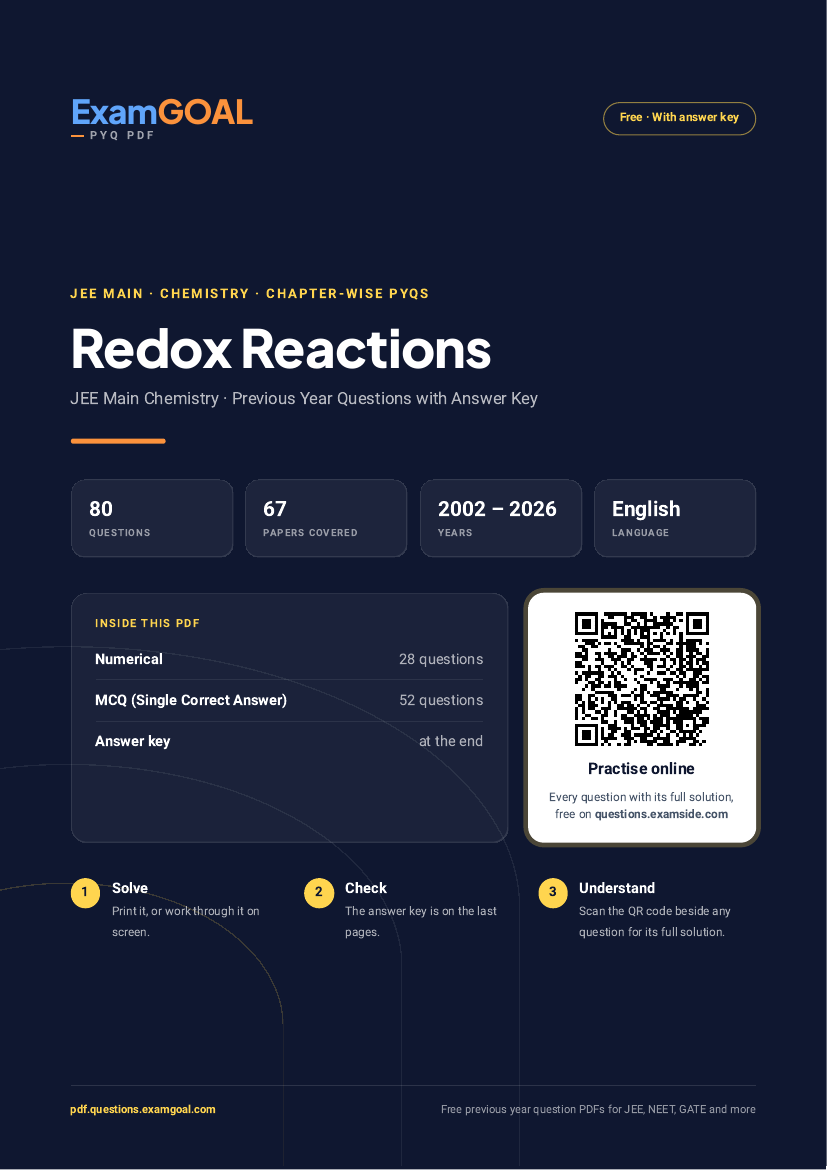 ExamGOAL
PYQ PDF
Free · With answer key
JEE MAIN · CHEMISTRY · CHAPTER-WISE PYQS
Redox Reactions
JEE Main Chemistry · Previous Year Questions with Answer Key
80
QUESTIONS
67
PAPERS COVERED
2002 – 2026
YEARS
English
LANGUAGE
INSIDE THIS PDF
Numerical 28 questions
MCQ (Single Correct Answer) 52 questions
Answer key at the end
Practise online
Every question with its full solution,
free on questions.examside.com
1 Solve
Print it, or work through it on
screen.
2 Check
The answer key is on the last
pages.
3 Understand
Scan the QR code beside any
question for its full solution.
pdf.questions.examgoal.com
Free previous year question PDFs for JEE, NEET, GATE and more